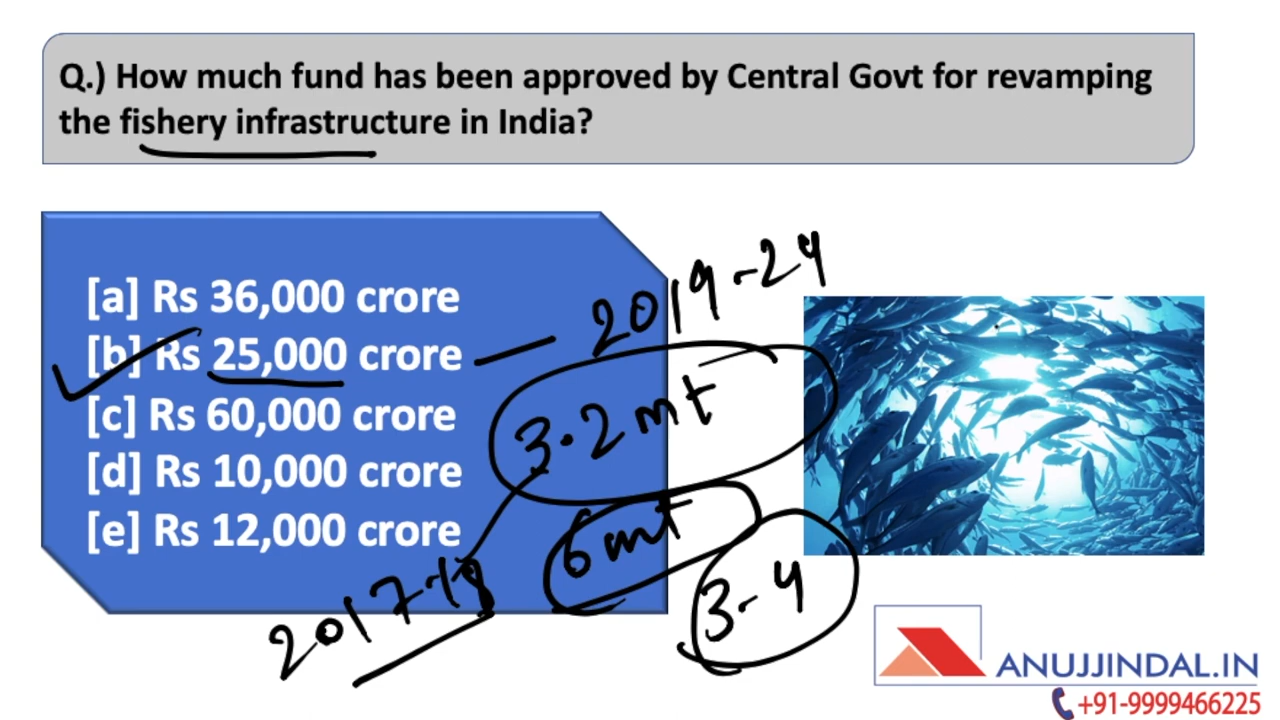 Q.) How much fund has been approved by Central Govt for revamping
the fishery infrastructure in India?
[a] Rs 36,000 crore
[b] Rs 25,000 crore
[c] Rs 60,000 crore
[d] Rs 10,000 crore
[e] Rs 12,000 crore
2019-24
3.2 mt
6 mt
3-4
2017-18
ANUJJINDAL.IN
+91-9999466225